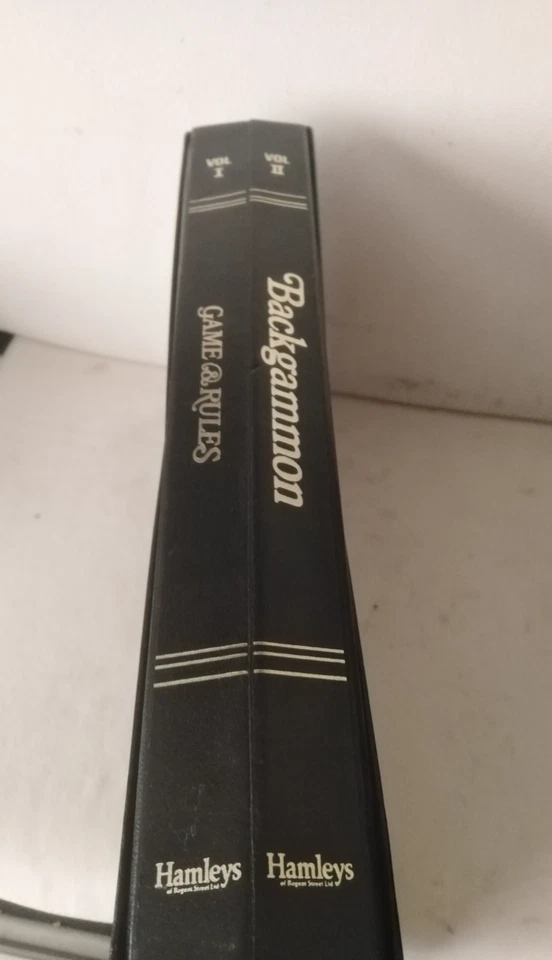 VOL
I
GAME & RULES
Hamleys
of Regent Street Ltd
VOL
II
Backgammon
Hamleys
of Regent Street Ltd